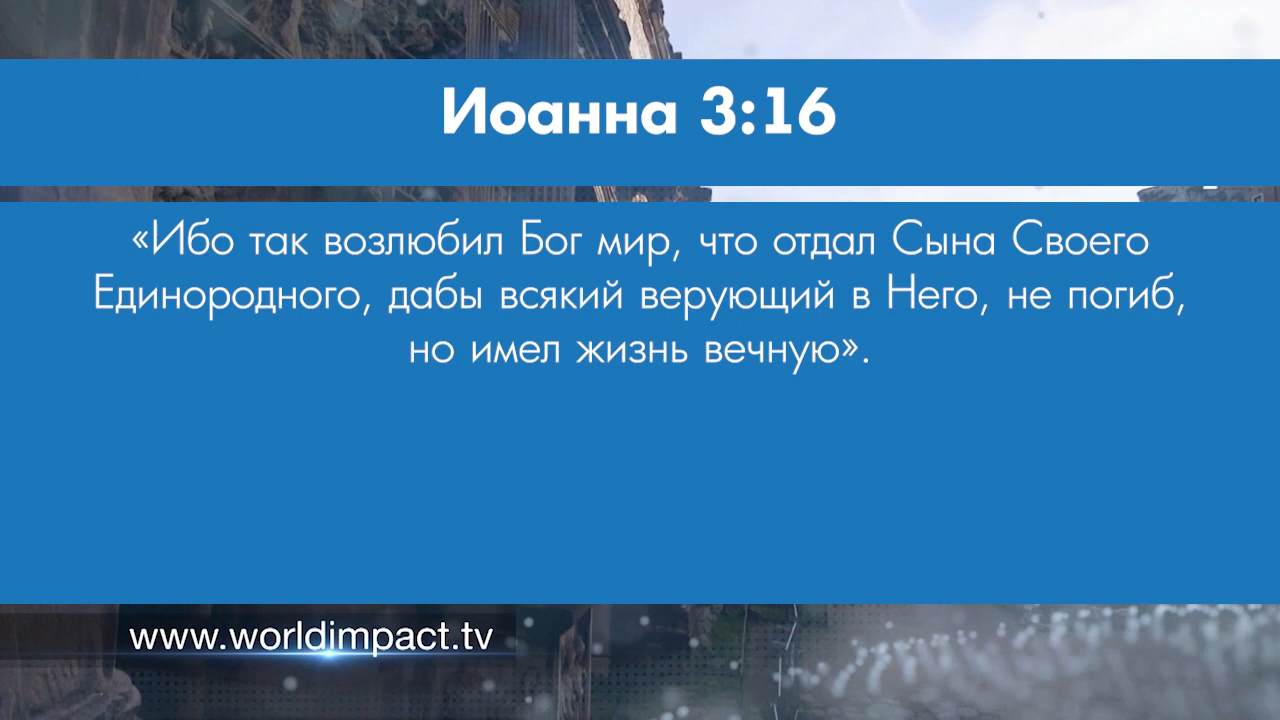 Иоанна 3:16
«Ибо так возлюбил Бог мир, что отдал Сына Своего
Единородного, дабы всякий верующий в Него, не погиб,
но имел жизнь вечную».
www.worldimpact.tv